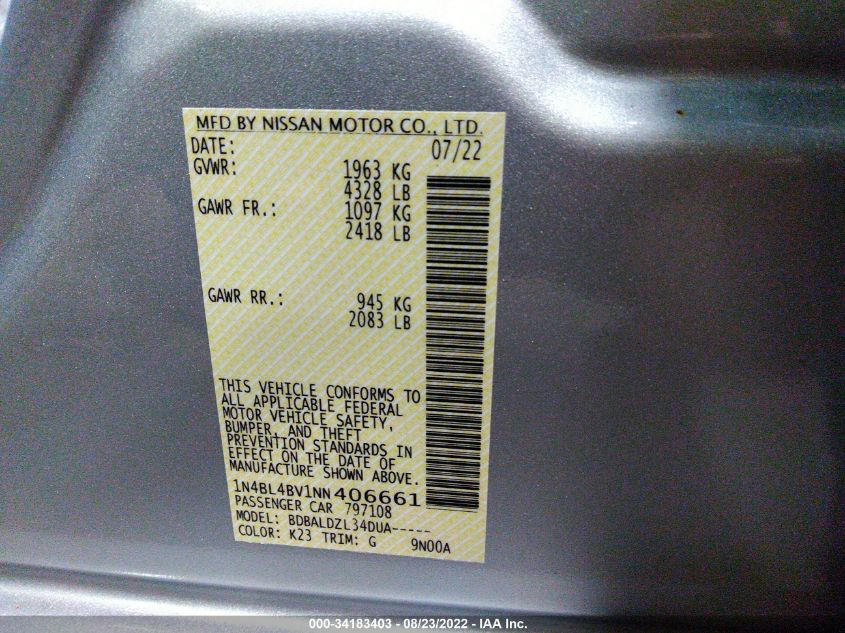 MFD BY NISSAN MOTOR CO., LTD.
DATE: 07/22
GVWR: 1963 KG
4328 LB
GAWR FR.: 1097 KG
2418 LB
GAWR RR.: 945 KG
2083 LB
THIS VEHICLE CONFORMS TO
ALL APPLICABLE FEDERAL
MOTOR VEHICLE SAFETY,
BUMPER, AND THEFT
PREVENTION STANDARDS IN
EFFECT ON THE DATE OF
MANUFACTURE SHOWN ABOVE.
1N4BL4BV1NN406661
PASSENGER CAR 797108
MODEL: BDBALDZL34DUA-----
COLOR: K23 TRIM: G 9N00A
000-34183403 - 08/23/2022 - IAA Inc.